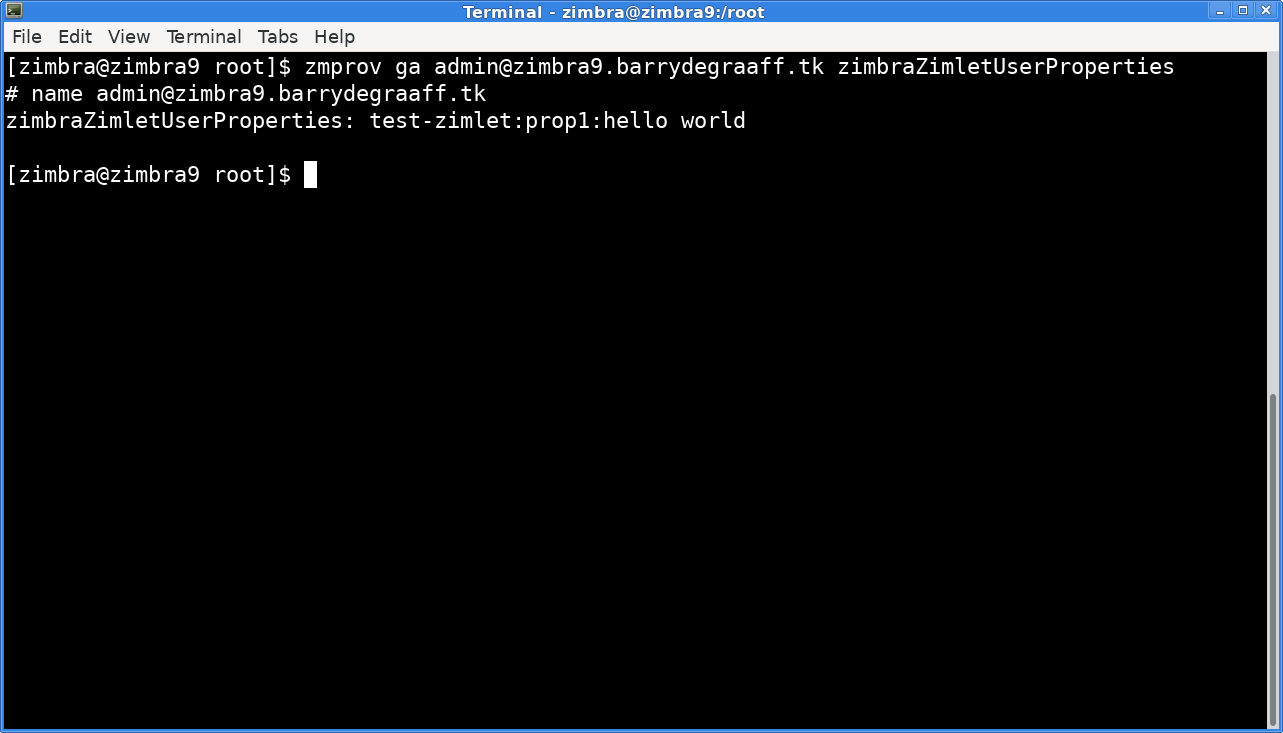 Terminal - zimbra@zimbra9:/root
File Edit View Terminal Tabs Help
[zimbra@zimbra9 root]$ zmprov ga admin@zimbra9.barrydegraaff.tk zimbraZimletUserProperties
# name admin@zimbra9.barrydegraaff.tk
zimbraZimletUserProperties: test-zimlet:prop1:hello world
[zimbra@zimbra9 root]$